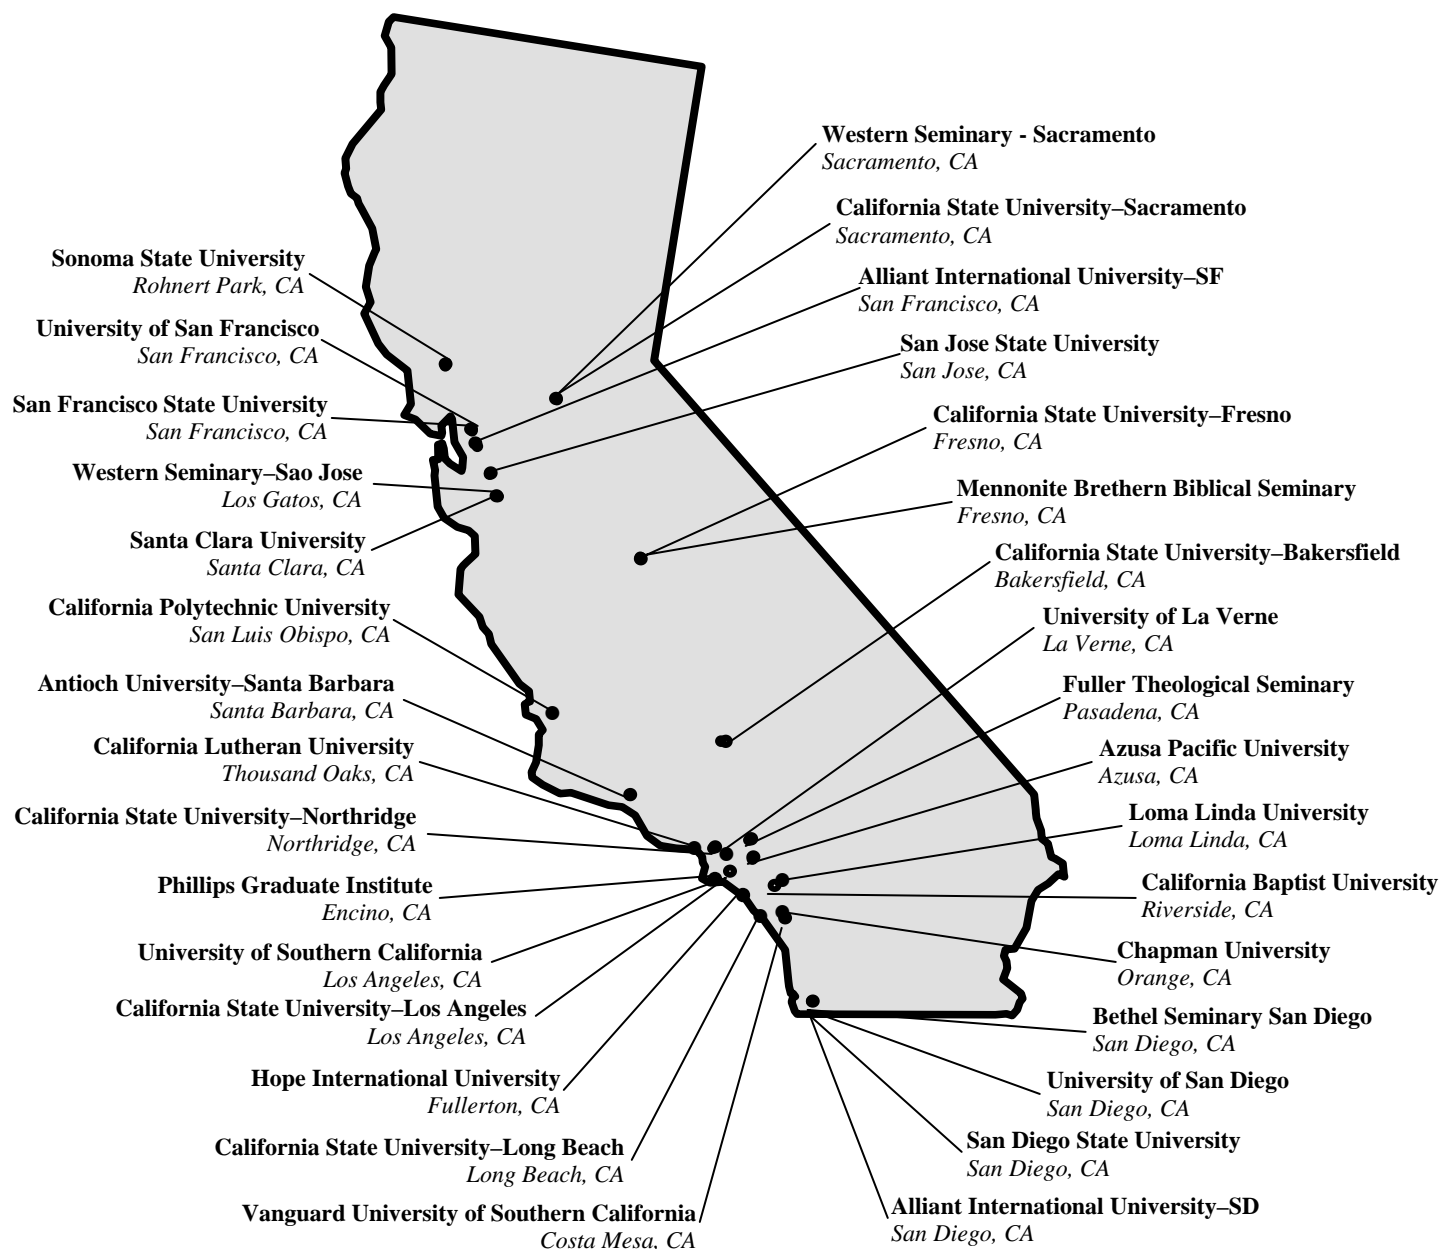 Western Seminary - Sacramento
Sacramento, CA
California State University–Sacramento
Sacramento, CA
Alliant International University–SF
San Francisco, CA
San Jose State University
San Jose, CA
California State University–Fresno
Fresno, CA
Mennonite Brethern Biblical Seminary
Fresno, CA
California State University–Bakersfield
Bakersfield, CA
University of La Verne
La Verne, CA
Fuller Theological Seminary
Pasadena, CA
Azusa Pacific University
Azusa, CA
Loma Linda University
Loma Linda, CA
California Baptist University
Riverside, CA
Chapman University
Orange, CA
Bethel Seminary San Diego
San Diego, CA
University of San Diego
San Diego, CA
San Diego State University
San Diego, CA
Alliant International University–SD
San Diego, CA
Sonoma State University
Rohnert Park, CA
University of San Francisco
San Francisco, CA
San Francisco State University
San Francisco, CA
Western Seminary–Sao Jose
Los Gatos, CA
Santa Clara University
Santa Clara, CA
California Polytechnic University
San Luis Obispo, CA
Antioch University–Santa Barbara
Santa Barbara, CA
California Lutheran University
Thousand Oaks, CA
California State University–Northridge
Northridge, CA
Phillips Graduate Institute
Encino, CA
University of Southern California
Los Angeles, CA
California State University–Los Angeles
Los Angeles, CA
Hope International University
Fullerton, CA
California State University–Long Beach
Long Beach, CA
Vanguard University of Southern California
Costa Mesa, CA